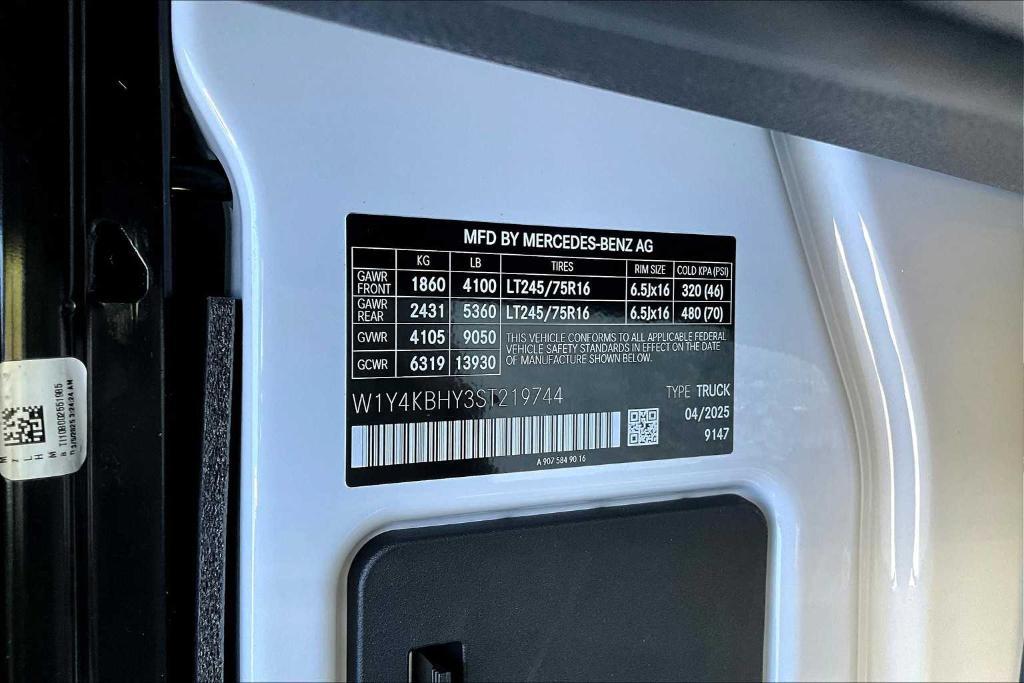 MFD BY MERCEDES-BENZ AG
KG LB TIRES RIM SIZE COLD KPA (PSI)
GAWR FRONT 1860 4100 LT245/75R16 6.5Jx16 320 (46)
GAWR REAR 2431 5360 LT245/75R16 6.5Jx16 480 (70)
GVWR 4105 9050
GCWR 6319 13930
THIS VEHICLE CONFORMS TO ALL APPLICABLE FEDERAL
VEHICLE SAFETY STANDARDS IN EFFECT ON THE DATE
OF MANUFACTURE SHOWN BELOW.
W1Y4KBHY3ST219744
TYPE TRUCK
04/2025
9147
A 907 584 90 16